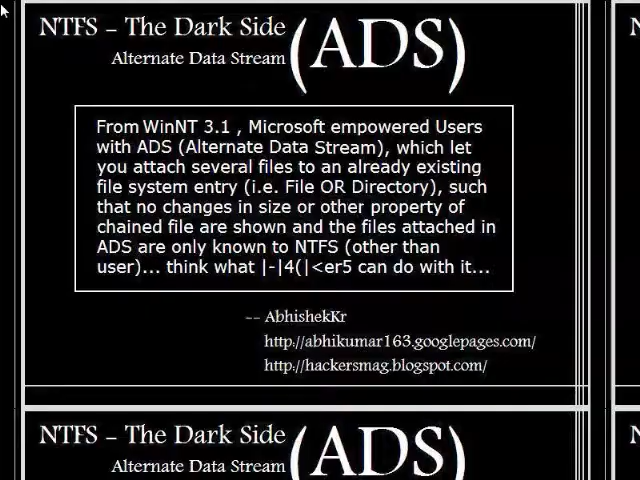 NTFS – The Dark Side
Alternate Data Stream
(ADS)
From WinNT 3.1 , Microsoft empowered Users
with ADS (Alternate Data Stream), which let
you attach several files to an already existing
file system entry (i.e. File OR Directory), such
that no changes in size or other property of
chained file are shown and the files attached in
ADS are only known to NTFS (other than
user)... think what |-|4(|<er5 can do with it...
-- AbhishekKr
http://abhikumar163.googlepages.com/
http://hackersmag.blogspot.com/
NTFS – The Dark Side
Alternate Data Stream
(ADS)